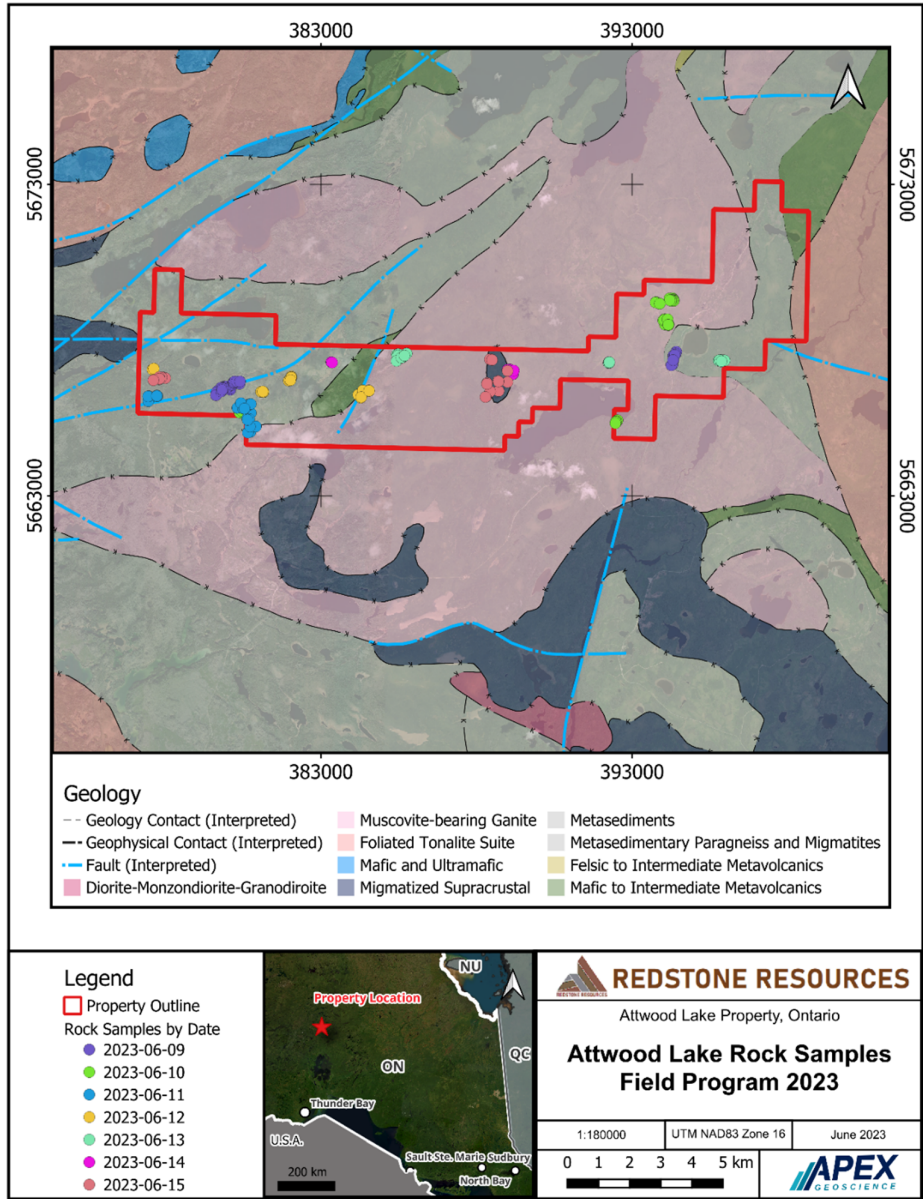 383000
393000
5673000
5673000
5663000
5663000
383000
393000
Geology
Geology Contact (Interpreted)
Geophysical Contact (Interpreted)
Fault (Interpreted)
Diorite-Monzondiorite-Granodiroite
Muscovite-bearing Ganite
Foliated Tonalite Suite
Mafic and Ultramafic
Migmatized Supracrustal
Metasediments
Metasedimentary Paragneiss and Migmatites
Felsic to Intermediate Metavolcanics
Mafic to Intermediate Metavolcanics
Legend
Property Outline
Rock Samples by Date
2023-06-09
2023-06-10
2023-06-11
2023-06-12
2023-06-13
2023-06-14
2023-06-15
NU
Property Location
ON
QC
Thunder Bay
U.S.A.
Sault Ste. Marie
Sudbury
North Bay
200 km
REDSTONE RESOURCES
REDSTONE RESOURCES
Attwood Lake Property, Ontario
Attwood Lake Rock Samples
Field Program 2023
1:180000
UTM NAD83 Zone 16
June 2023
0 1 2 3 4 5 km
APEX
GEOSCIENCE